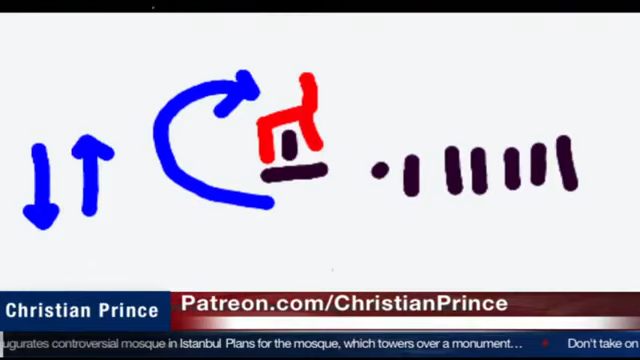 Christian Prince
Patreon.com/ChristianPrince
ugurates controversial mosque in Istanbul Plans for the mosque, which towers over a monument... Don't take on